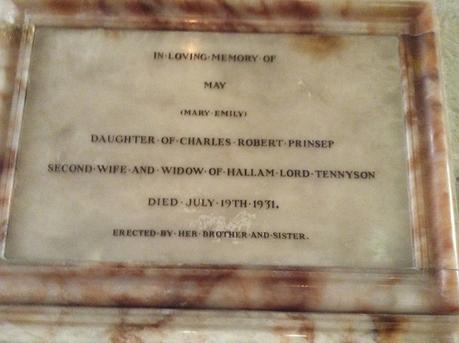 IN·LOVING·MEMORY·OF
MAY
(MARY·EMILY)
DAUGHTER·OF·CHARLES·ROBERT·PRINSEP
SECOND·WIFE·AND·WIDOW·OF·HALLAM·LORD·TENNYSON
DIED·JULY·19TH·1931.
ERECTED·BY·HER·BROTHER·AND·SISTER.